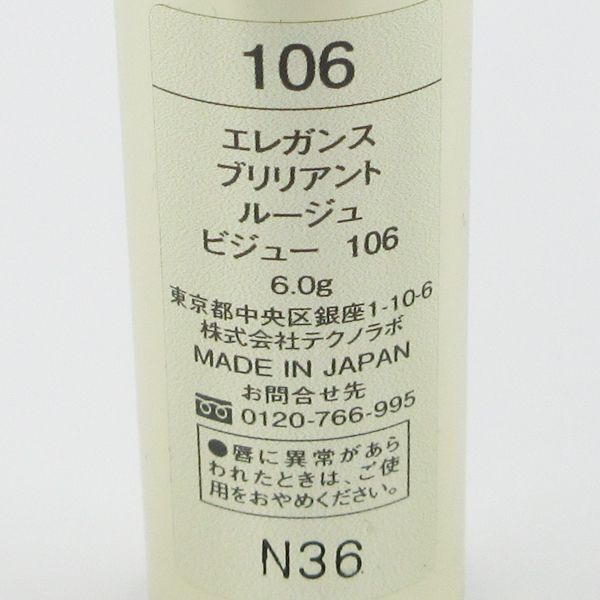 106
エレガンス
ブリリアント
ルージュ
ビジュー 106
6.0g
東京都中央区銀座1-10-6
株式会社テクノラボ
MADE IN JAPAN
お問合せ先
0120-766-995
●唇に異常があら
われたときは、ご使
用をおやめください。
N36